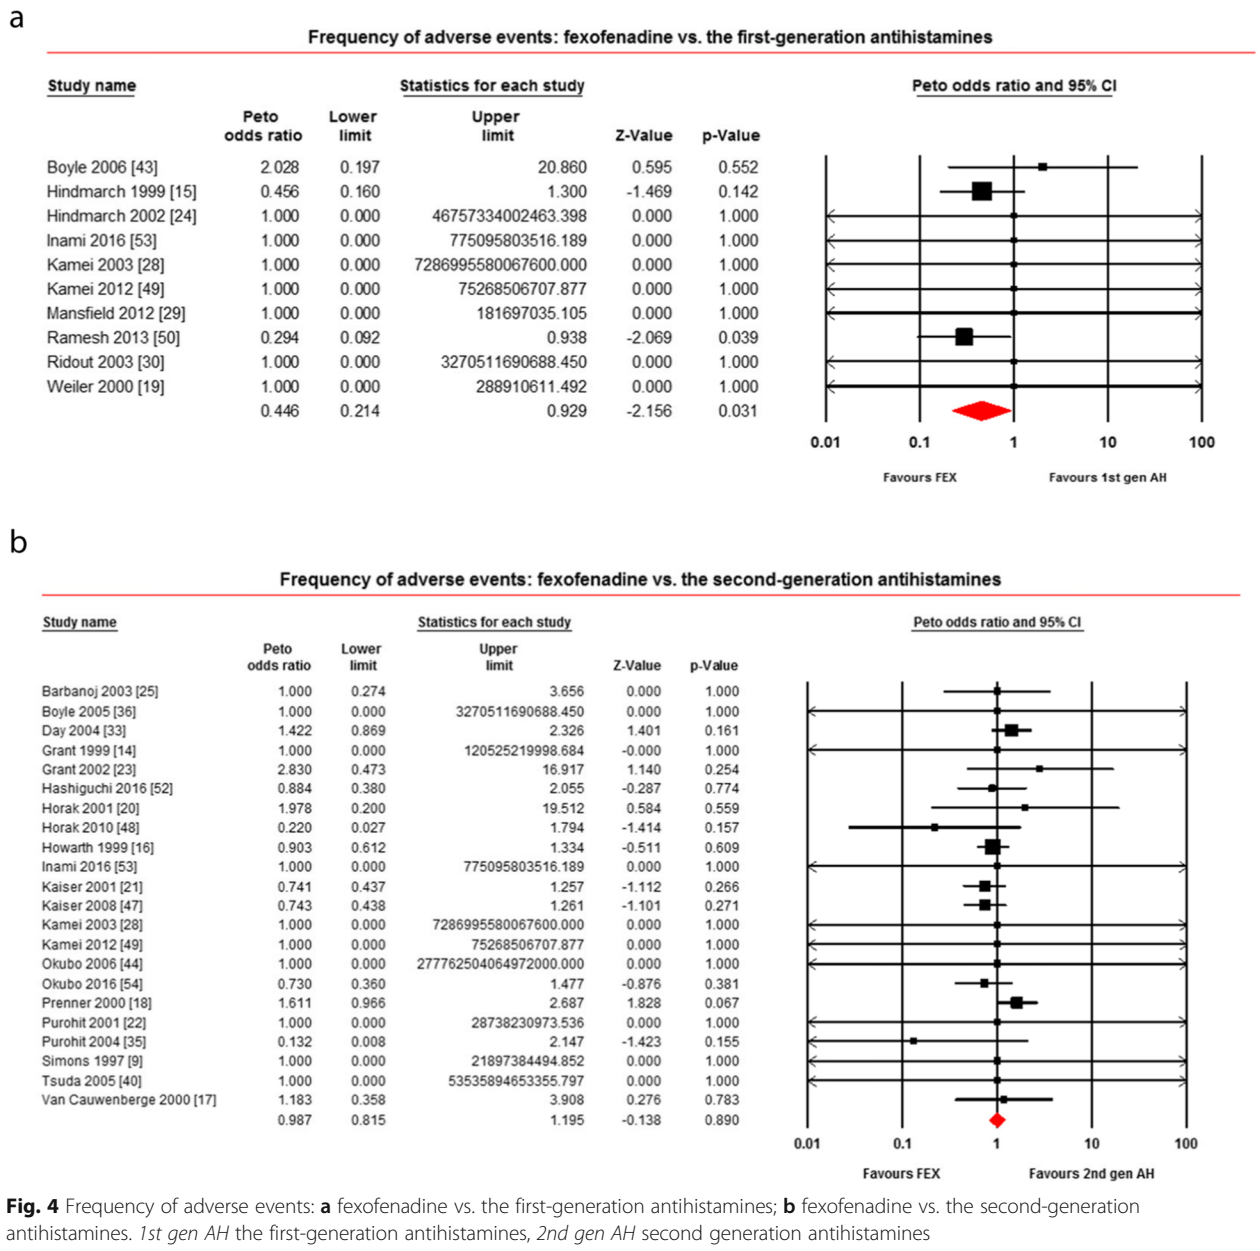 a
Frequency of adverse events: fexofenadine vs. the first-generation antihistamines
Study name Statistics for each study Peto odds ratio and 95% CI
Peto Lower Upper
odds ratio limit limit Z-Value p-Value
Boyle 2006 [43] 2.028 0.197 20.860 0.595 0.552
Hindmarch 1999 [15] 0.456 0.160 1.300 -1.469 0.142
Hindmarch 2002 [24] 1.000 0.000 46757334002463.398 0.000 1.000
Inami 2016 [53] 1.000 0.000 775095803516.189 0.000 1.000
Kamei 2003 [28] 1.000 0.000 7286995580067600.000 0.000 1.000
Kamei 2012 [49] 1.000 0.000 75268506707.877 0.000 1.000
Mansfield 2012 [29] 1.000 0.000 181697035.105 0.000 1.000
Ramesh 2013 [50] 0.294 0.092 0.938 -2.069 0.039
Ridout 2003 [30] 1.000 0.000 3270511690688.450 0.000 1.000
Weiler 2000 [19] 1.000 0.000 288910611.492 0.000 1.000
0.446 0.214 0.929 -2.156 0.031
0.01 0.1 1 10 100
Favours FEX Favours 1st gen AH
b
Frequency of adverse events: fexofenadine vs. the second-generation antihistamines
Study name Statistics for each study Peto odds ratio and 95% CI
Peto Lower Upper
odds ratio limit limit Z-Value p-Value
Barbanoj 2003 [25] 1.000 0.274 3.656 0.000 1.000
Boyle 2005 [36] 1.000 0.000 3270511690688.450 0.000 1.000
Day 2004 [33] 1.422 0.869 2.326 1.401 0.161
Grant 1999 [14] 1.000 0.000 120525219998.684 -0.000 1.000
Grant 2002 [23] 2.830 0.473 16.917 1.140 0.254
Hashiguchi 2016 [52] 0.884 0.380 2.055 -0.287 0.774
Horak 2001 [20] 1.978 0.200 19.512 0.584 0.559
Horak 2010 [48] 0.220 0.027 1.794 -1.414 0.157
Howarth 1999 [16] 0.903 0.612 1.334 -0.511 0.609
Inami 2016 [53] 1.000 0.000 775095803516.189 0.000 1.000
Kaiser 2001 [21] 0.741 0.437 1.257 -1.112 0.266
Kaiser 2008 [47] 0.743 0.438 1.261 -1.101 0.271
Kamei 2003 [28] 1.000 0.000 7286995580067600.000 0.000 1.000
Kamei 2012 [49] 1.000 0.000 75268506707.877 0.000 1.000
Okubo 2006 [44] 1.000 0.000 277762504064972000.000 0.000 1.000
Okubo 2016 [54] 0.730 0.360 1.477 -0.876 0.381
Prenner 2000 [18] 1.611 0.966 2.687 1.828 0.067
Purohit 2001 [22] 1.000 0.000 28738230973.536 0.000 1.000
Purohit 2004 [35] 0.132 0.008 2.147 -1.423 0.155
Simons 1997 [9] 1.000 0.000 21897384494.852 0.000 1.000
Tsuda 2005 [40] 1.000 0.000 53535894653355.797 0.000 1.000
Van Cauwenberge 2000 [17] 1.183 0.358 3.908 0.276 0.783
0.987 0.815 1.195 -0.138 0.890
0.01 0.1 1 10 100
Favours FEX Favours 2nd gen AH
Fig. 4 Frequency of adverse events: a fexofenadine vs. the first-generation antihistamines; b fexofenadine vs. the second-generation
antihistamines. 1st gen AH the first-generation antihistamines, 2nd gen AH second generation antihistamines